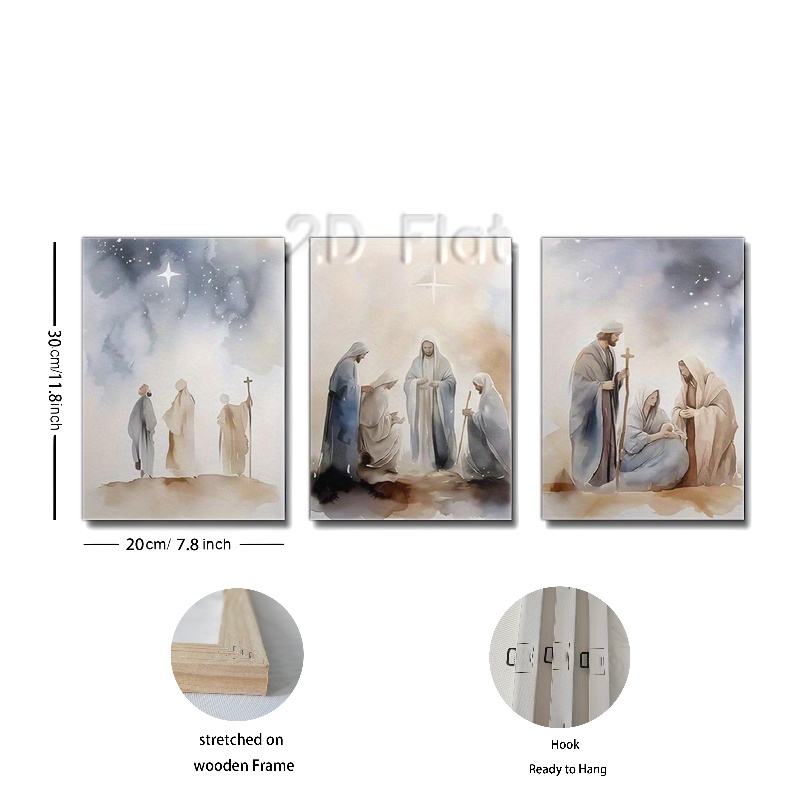 2D Flat
30cm/11.8inch
20cm/ 7.8 inch
stretched on
wooden Frame
Hook
Ready to Hang